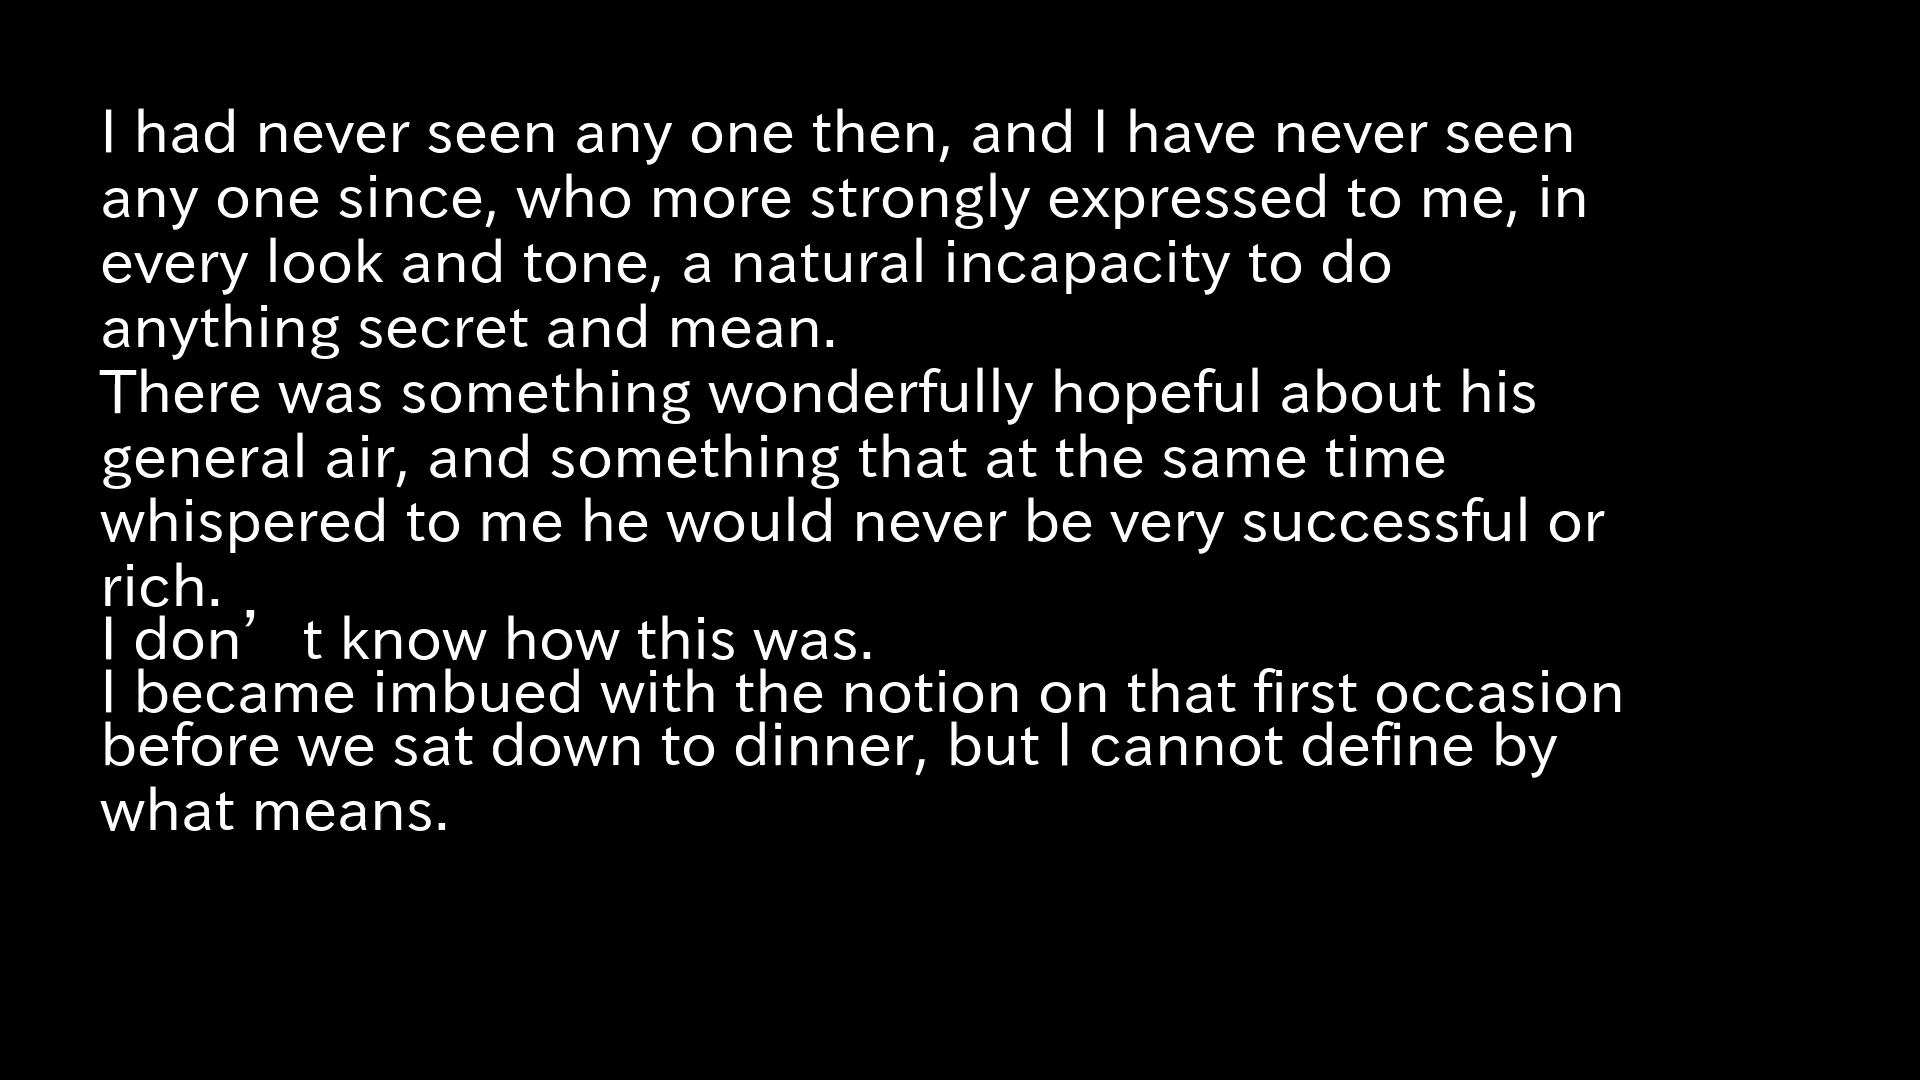 I had never seen any one then, and I have never seen
any one since, who more strongly expressed to me, in
every look and tone, a natural incapacity to do
anything secret and mean.
There was something wonderfully hopeful about his
general air, and something that at the same time
whispered to me he would never be very successful or
rich.
I don’t know how this was.
I became imbued with the notion on that first occasion
before we sat down to dinner, but I cannot define by
what means.